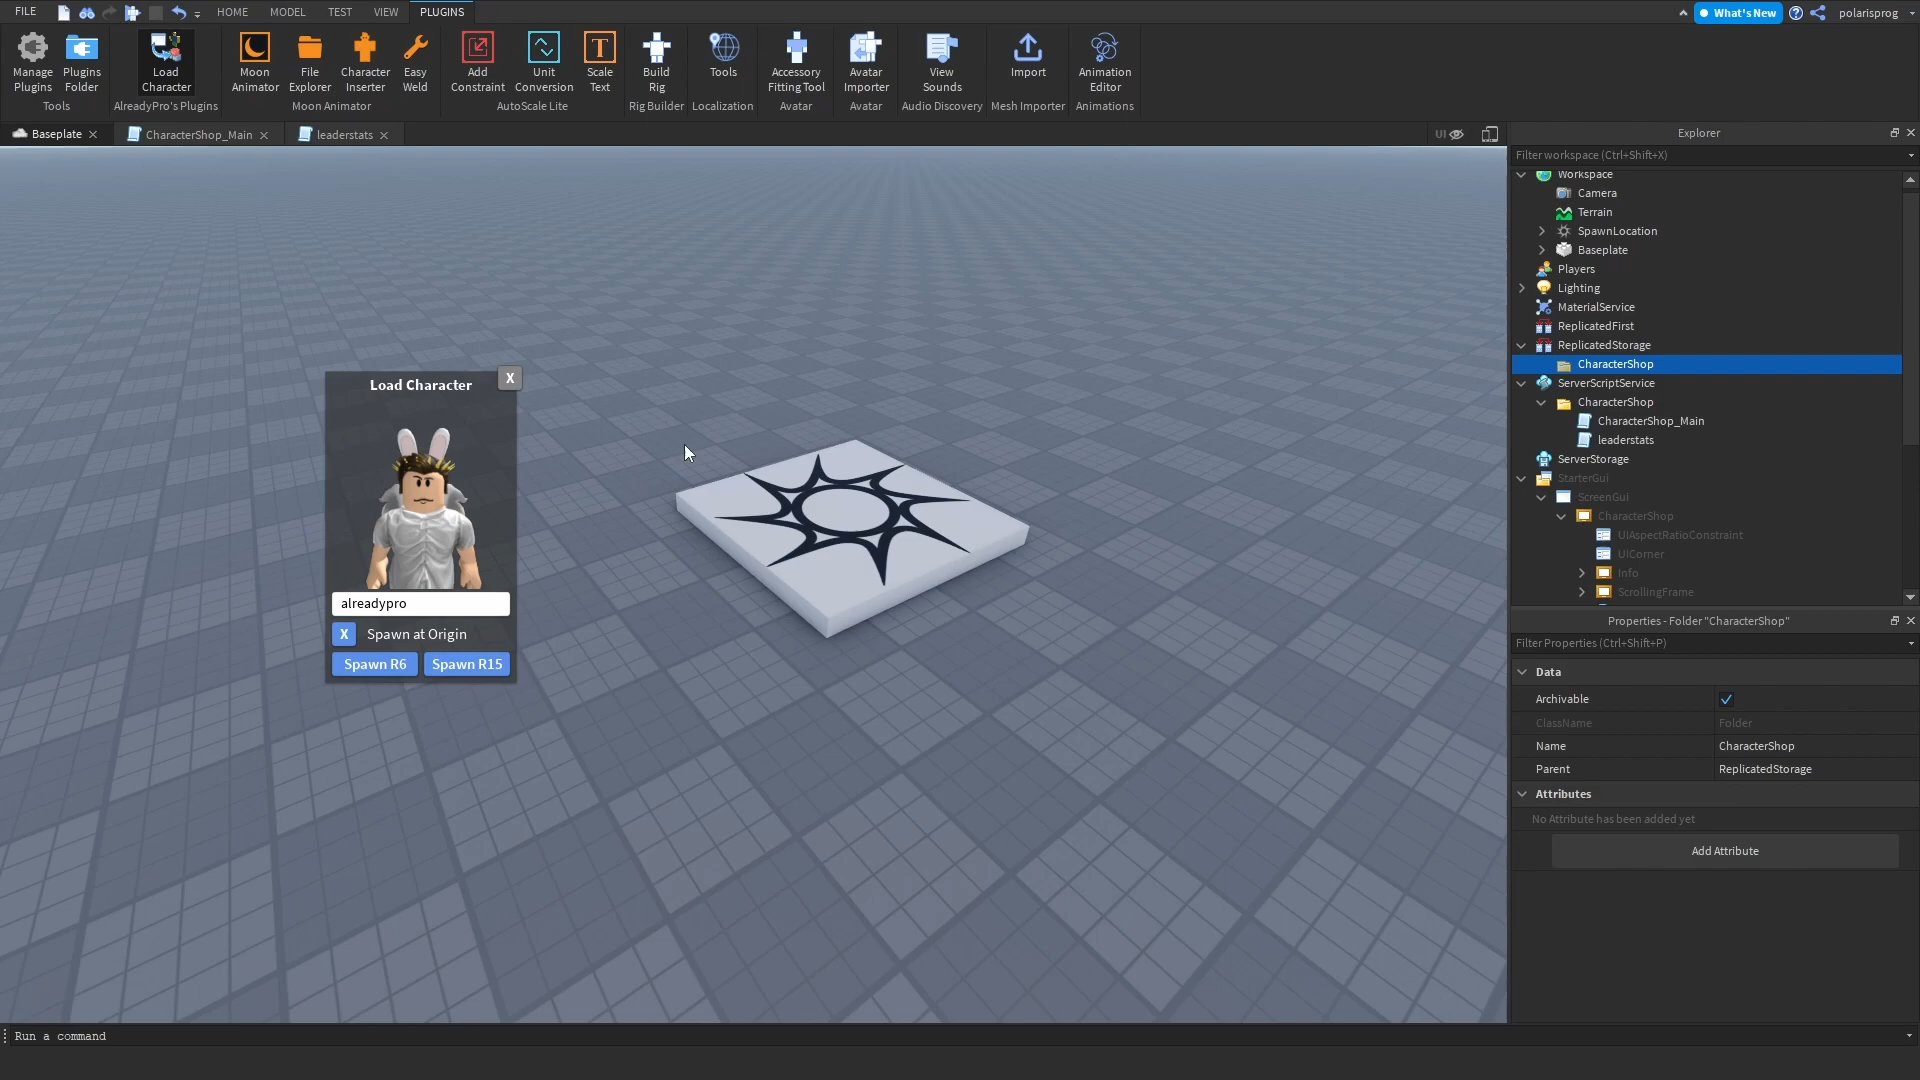 FILE
HOME
MODEL
TEST
VIEW
PLUGINS
What's New
polarisprog
Manage Plugins
Plugins Folder
Load Character
Moon Animator
File Explorer
Character Inserter
Easy Weld
Add Constraint
Unit Conversion
Scale Text
Build Rig
Tools
Accessory Fitting Tool
Avatar Importer
View Sounds
Import
Animation Editor
Tools
AlreadyPro's Plugins
Moon Animator
AutoScale Lite
Rig Builder
Localization
Avatar
Avatar
Audio Discovery
Mesh Importer
Animations
Baseplate
CharacterShop_Main
leaderstats
UI
Explorer
Filter workspace (Ctrl+Shift+X)
Workspace
Camera
Terrain
SpawnLocation
Baseplate
Players
Lighting
MaterialService
ReplicatedFirst
ReplicatedStorage
CharacterShop
ServerScriptService
CharacterShop
CharacterShop_Main
leaderstats
ServerStorage
StarterGui
ScreenGui
CharacterShop
UIAspectRatioConstraint
UICorner
Info
ScrollingFrame
Load Character
X
alreadypro
X Spawn at Origin
Spawn R6
Spawn R15
Properties - Folder "CharacterShop"
Filter Properties (Ctrl+Shift+P)
Data
Archivable
ClassName Folder
Name CharacterShop
Parent ReplicatedStorage
Attributes
No Attribute has been added yet
Add Attribute
Run a command